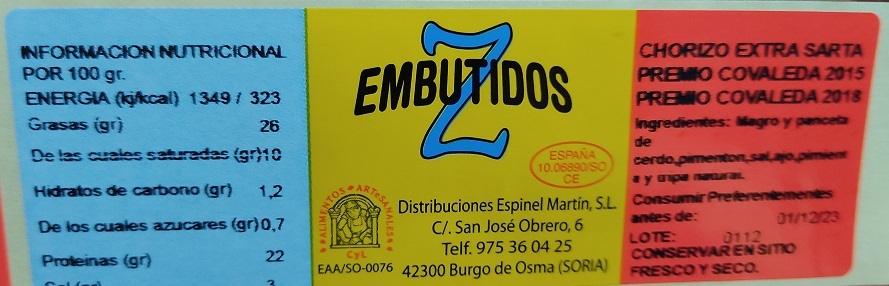 INFORMACION NUTRICIONAL
POR 100 gr.
ENERGIA (kj/kcal) 1349 / 323
Grasas (gr) 26
De las cuales saturadas (gr)10
Hidratos de carbono (gr) 1,2
De los cuales azucares (gr)0,7
Proteinas (gr) 22
Sal (gr) 3
Z
EMBUTIDOS
ESPAÑA
10.06890/SO
CE
ALIMENTOS ARTESANALES
CyL
EAA/SO-0076
Distribuciones Espinel Martín, S.L.
C/. San José Obrero, 6
Telf. 975 36 04 25
42300 Burgo de Osma (SORIA)
CHORIZO EXTRA SARTA
PREMIO COVALEDA 2015
PREMIO COVALEDA 2018
Ingredientes: Magro y panceta
de
cerdo,pimenton,sal,ajo,pimient
a y tripa natural.
Consumir Preferentementes
antes de: 01/12/23
LOTE: 0112
CONSERVAR EN SITIO
FRESCO Y SECO.